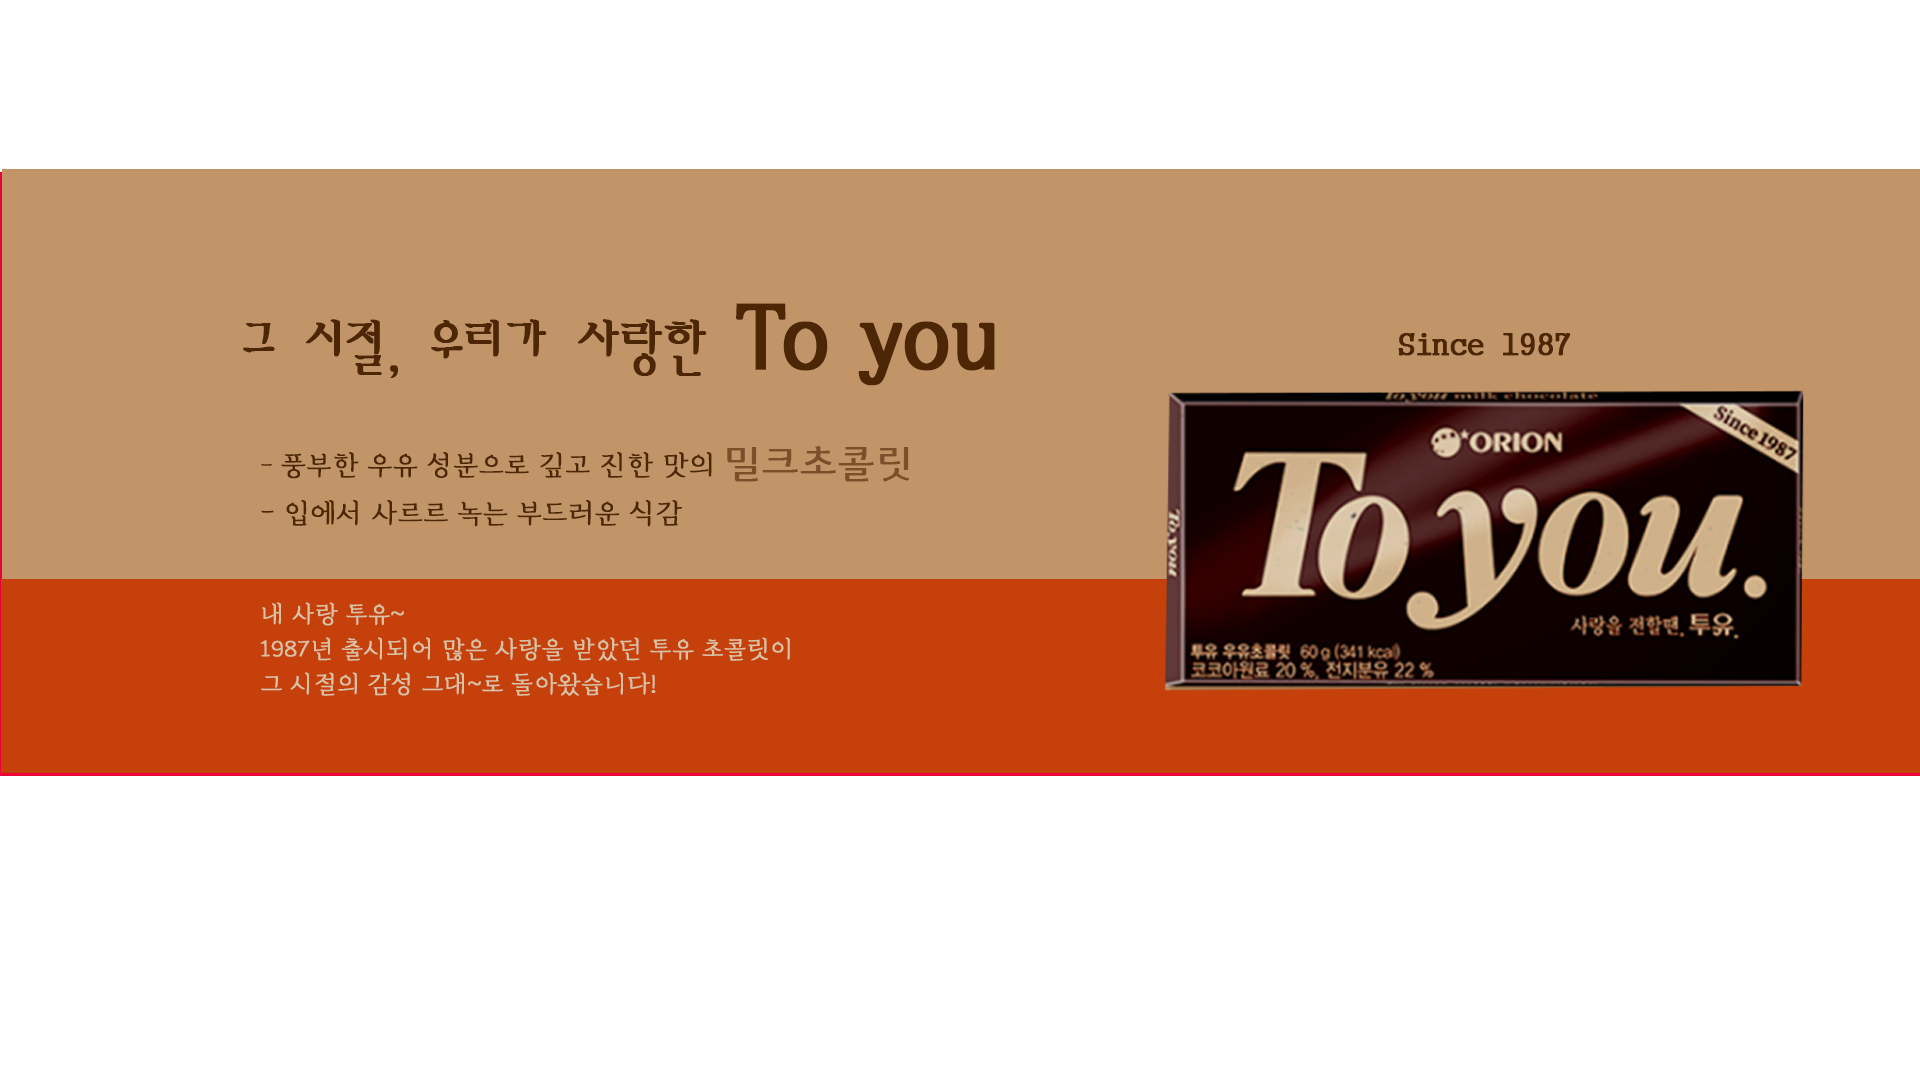 그 시절, 우리가 사랑한 To you
- 풍부한 우유 성분으로 깊고 진한 맛의 밀크초콜릿
- 입에서 사르르 녹는 부드러운 식감
내 사랑 투유~
1987년 출시되어 많은 사랑을 받았던 투유 초콜릿이
그 시절의 감성 그대~로 돌아왔습니다!
Since 1987
To you milk chocolate
Since 1987
ORION
To you.
To you
사랑을 전할땐, 투유.
투유 우유초콜릿 60 g (341 kcal)
코코아원료 20 %, 전지분유 22 %